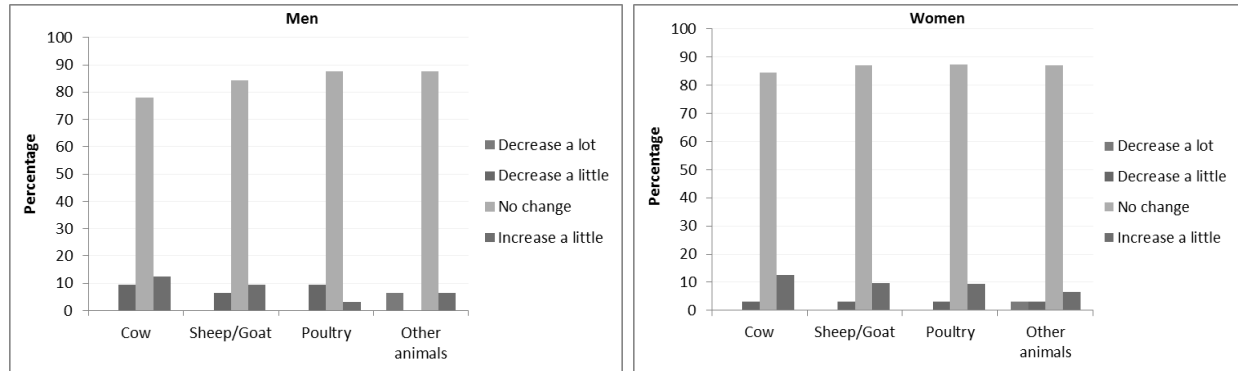 Men
100
90
80
70
60
50
40
30
20
10
0
Percentage
Cow
Sheep/Goat
Poultry
Other
animals
Decrease a lot
Decrease a little
No change
Increase a little
Women
100
90
80
70
60
50
40
30
20
10
0
Percentage
Cow
Sheep/Goat
Poultry
Other
animals
Decrease a lot
Decrease a little
No change
Increase a little